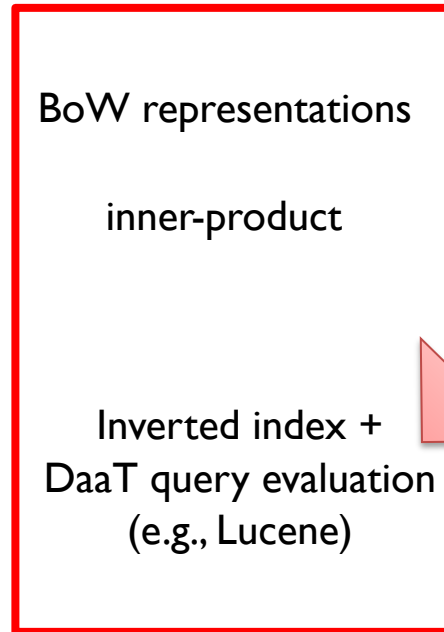 BoW representations
inner-product
Inverted index +
DaaT query evaluation
(e.g., Lucene)